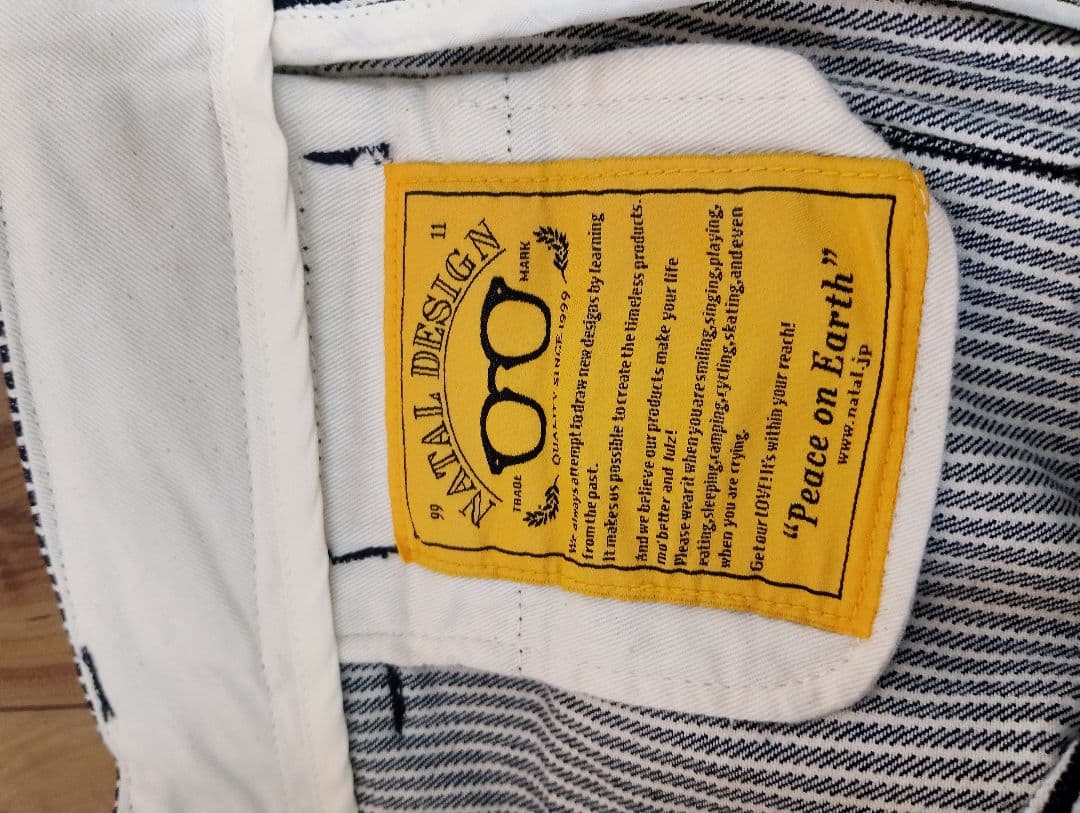 99 11
NATAL DESIGN
TRADE MARK
QUALITY SINCE 1999
We always attempt to draw new designs by learning
from the past.
It makes us possible to create the timeless products.
And we believe our products make your life
mo' better and lulz!
Please wear it when you are smiling,singing,playing,
eating,sleeping,camping,cycling,skating,and even
when you are crying.
Get our LOVE!It's within your reach!
“Peace on Earth”
www.natal.jp